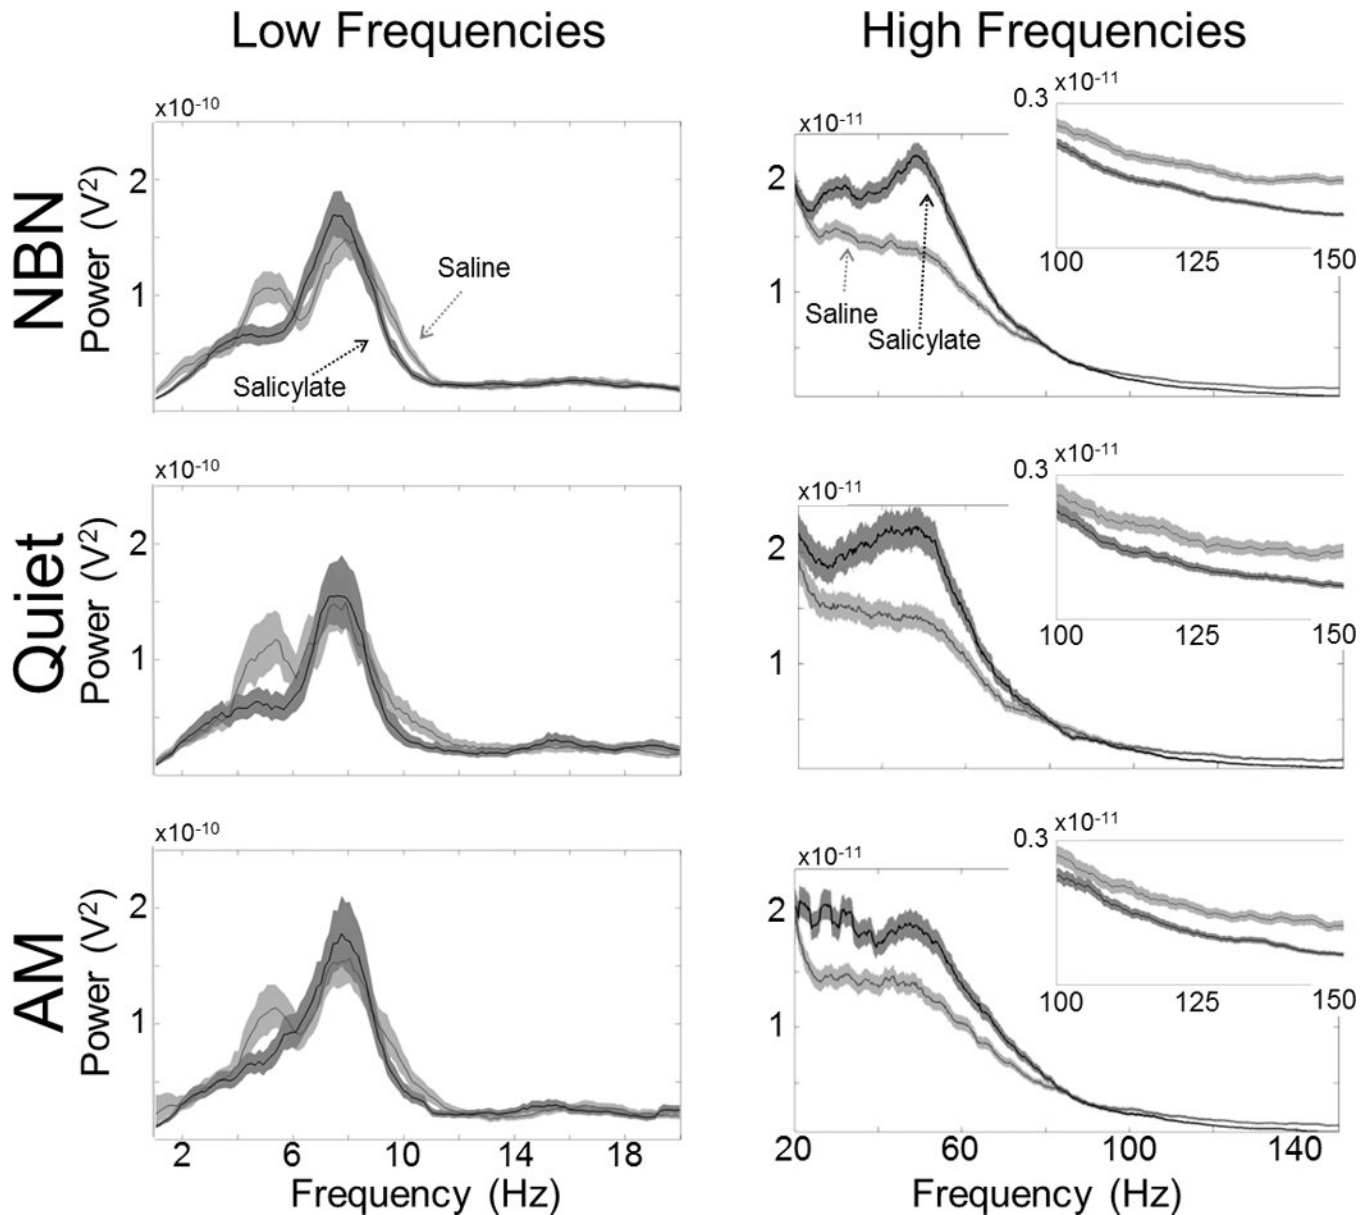 Low Frequencies
High Frequencies
NBN
Power (V²)
x10⁻¹⁰
2
1
Saline
Salicylate
x10⁻¹¹
2
1
Saline
Salicylate
0.3 x10⁻¹¹
100 125 150
Quiet
Power (V²)
x10⁻¹⁰
2
1
x10⁻¹¹
2
1
0.3 x10⁻¹¹
100 125 150
AM
Power (V²)
x10⁻¹⁰
2
1
2 6 10 14 18
Frequency (Hz)
x10⁻¹¹
2
1
0.3 x10⁻¹¹
100 125 150
20 60 100 140
Frequency (Hz)